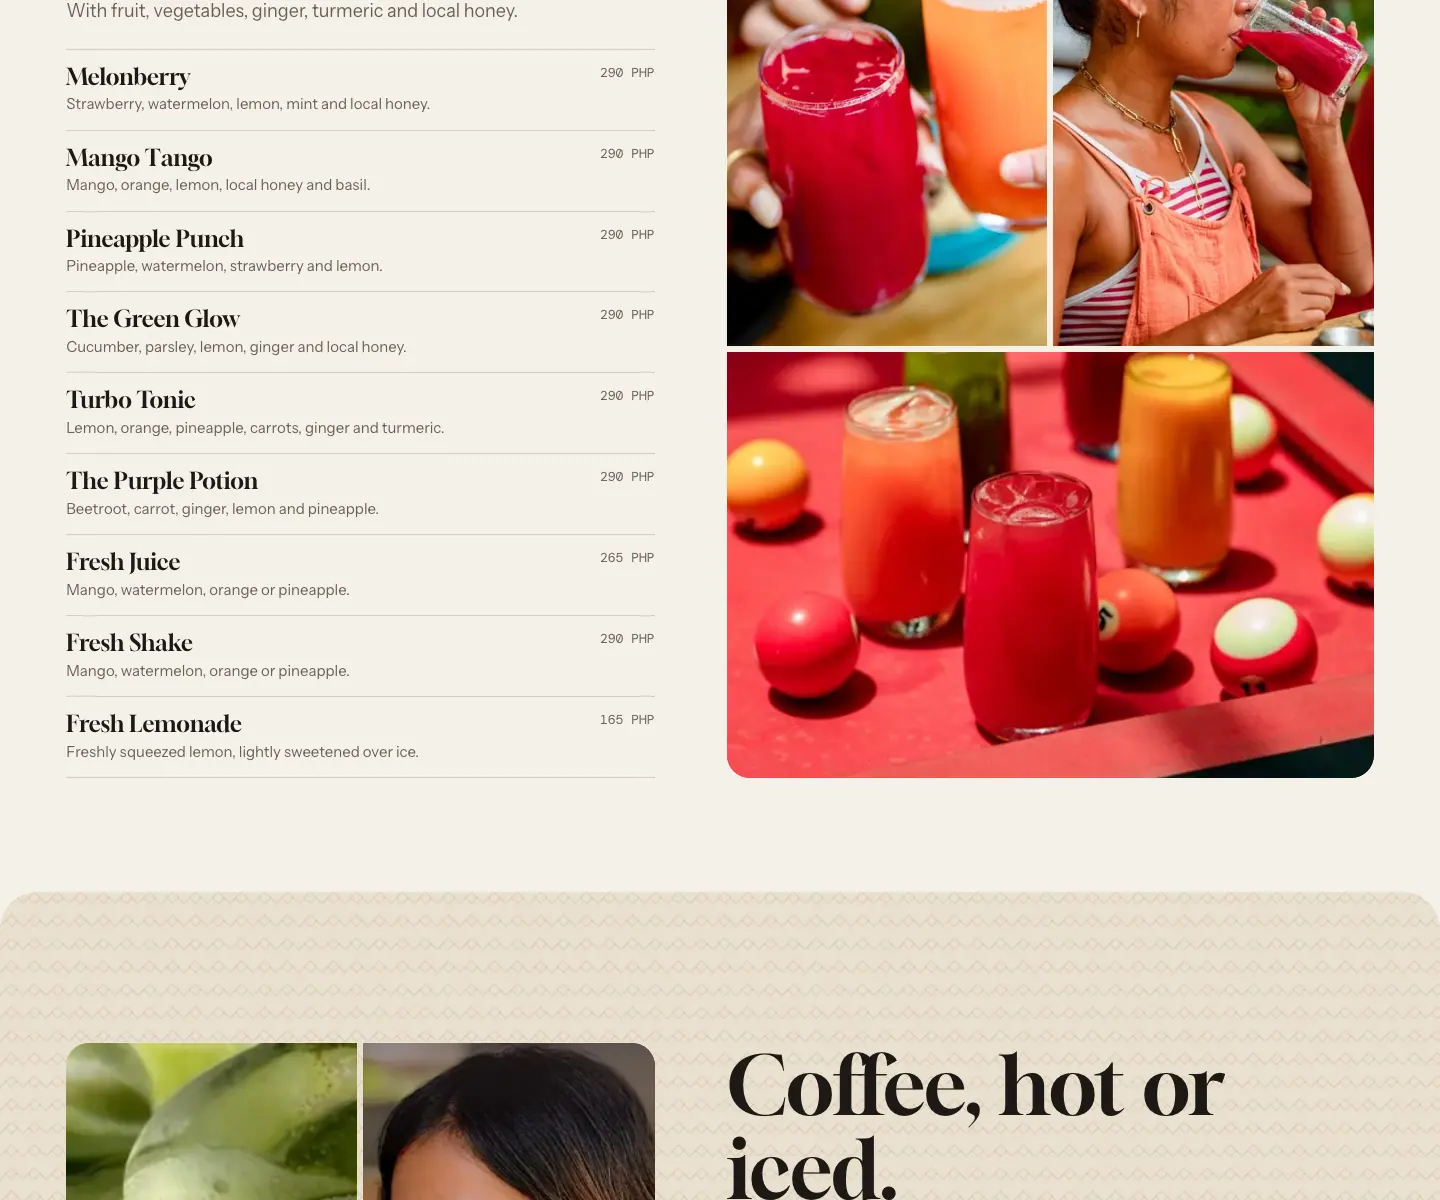 With fruit, vegetables, ginger, turmeric and local honey.
Melonberry 290 PHP
Strawberry, watermelon, lemon, mint and local honey.
Mango Tango 290 PHP
Mango, orange, lemon, local honey and basil.
Pineapple Punch 290 PHP
Pineapple, watermelon, strawberry and lemon.
The Green Glow 290 PHP
Cucumber, parsley, lemon, ginger and local honey.
Turbo Tonic 290 PHP
Lemon, orange, pineapple, carrots, ginger and turmeric.
The Purple Potion 290 PHP
Beetroot, carrot, ginger, lemon and pineapple.
Fresh Juice 265 PHP
Mango, watermelon, orange or pineapple.
Fresh Shake 290 PHP
Mango, watermelon, orange or pineapple.
Fresh Lemonade 165 PHP
Freshly squeezed lemon, lightly sweetened over ice.
Coffee, hot or
iced.